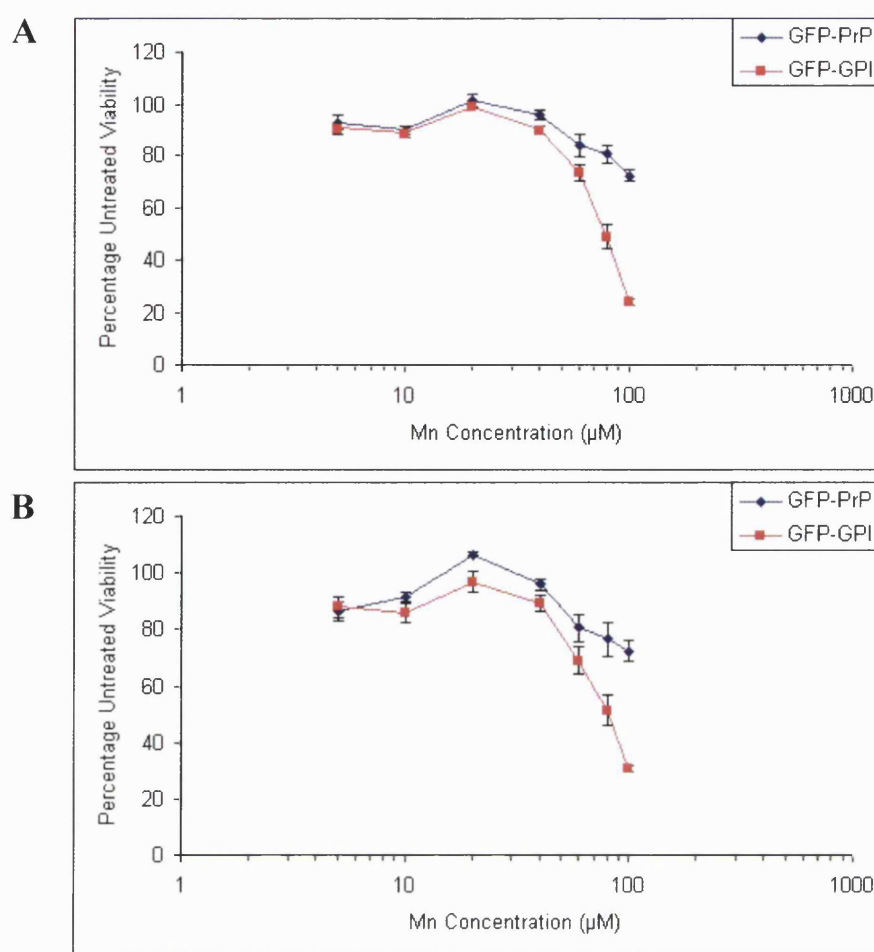 A
GFP-PrP
GFP-GPI
Percentage Untreated Viability
120
100
80
60
40
20
0
1
10
100
1000
Mn Concentration (µM)
B
GFP-PrP
GFP-GPI
Percentage Untreated Viability
120
100
80
60
40
20
0
1
10
100
1000
Mn Concentration (µM)